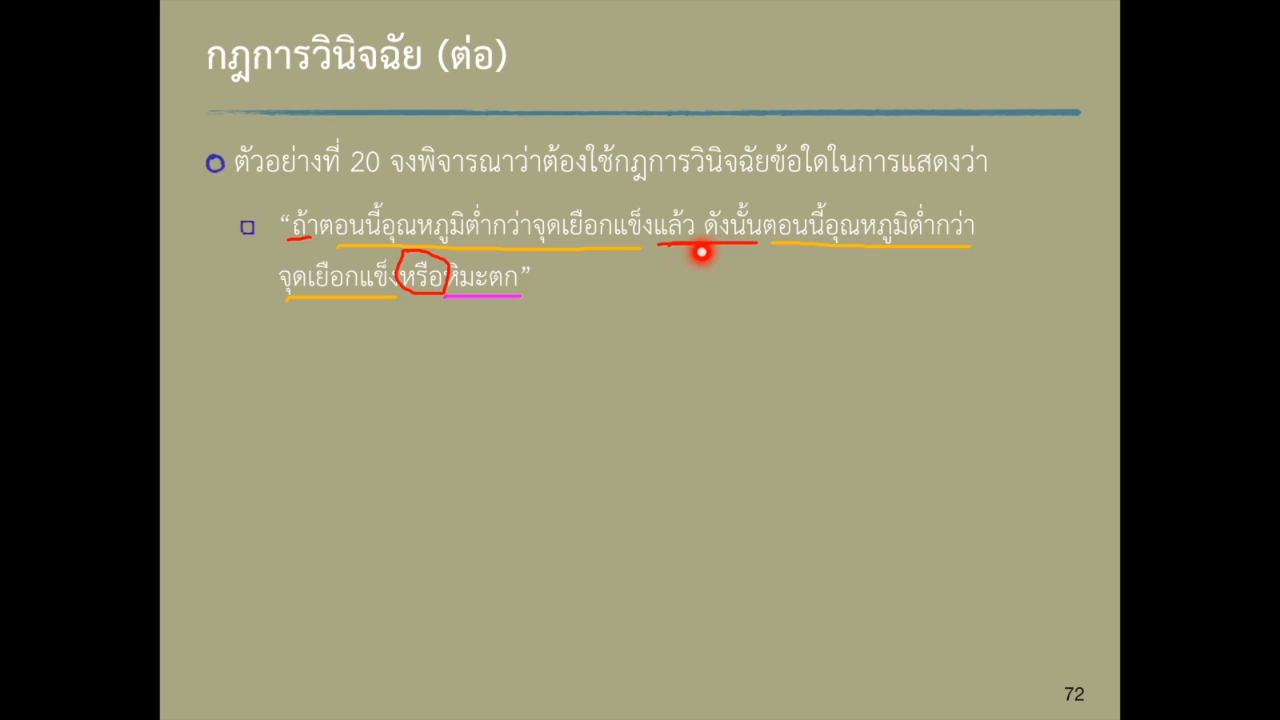 กฎการวินิจฉัย (ต่อ)
ตัวอย่างที่ 20 จงพิจารณาว่าต้องใช้กฎการวินิจฉัยข้อใดในการแสดงว่า
“ถ้าตอนนี้อุณหภูมิต่ำกว่าจุดเยือกแข็งแล้ว ดังนั้นตอนนี้อุณหภูมิต่ำกว่า
จุดเยือกแข็งหรือหิมะตก”
72